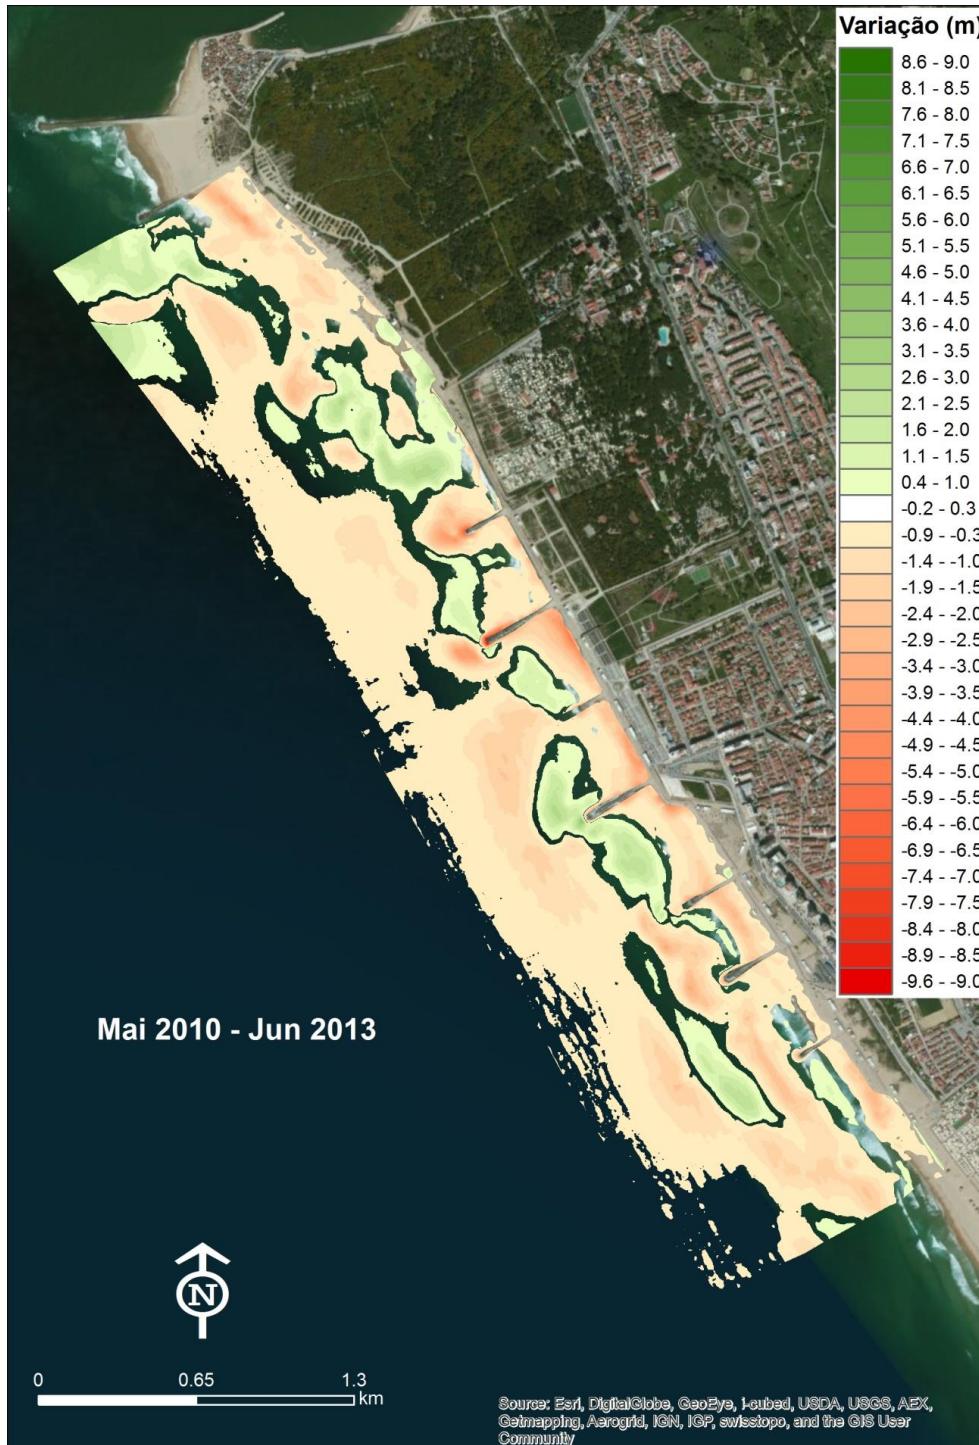 Variação (m)
8.6 - 9.0
8.1 - 8.5
7.6 - 8.0
7.1 - 7.5
6.6 - 7.0
6.1 - 6.5
5.6 - 6.0
5.1 - 5.5
4.6 - 5.0
4.1 - 4.5
3.6 - 4.0
3.1 - 3.5
2.6 - 3.0
2.1 - 2.5
1.6 - 2.0
1.1 - 1.5
0.4 - 1.0
-0.2 - 0.3
-0.9 - -0.3
-1.4 - -1.0
-1.9 - -1.5
-2.4 - -2.0
-2.9 - -2.5
-3.4 - -3.0
-3.9 - -3.5
-4.4 - -4.0
-4.9 - -4.5
-5.4 - -5.0
-5.9 - -5.5
-6.4 - -6.0
-6.9 - -6.5
-7.4 - -7.0
-7.9 - -7.5
-8.4 - -8.0
-8.9 - -8.5
-9.6 - -9.0
Mai 2010 - Jun 2013
N
0 0.65 1.3
km
Source: Esri, DigitalGlobe, GeoEye, i-cubed, USDA, USGS, AEX,
Getmapping, Aerogrid, IGN, IGP, swisstopo, and the GIS User
Community